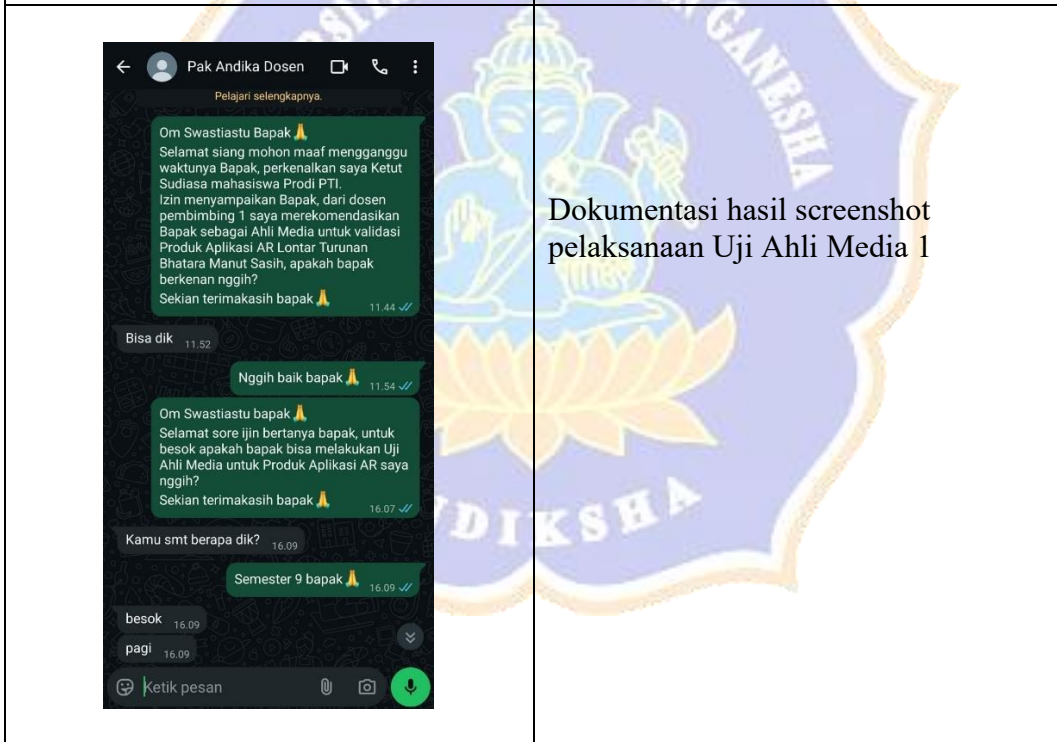 Pak Andika Dosen
Pelajari selengkapnya.
Om Swastiastu Bapak🙏
Selamat siang mohon maaf mengganggu
waktunya Bapak, perkenalkan saya Ketut
Sudiasa mahasiswa Prodi PTI.
Izin menyampaikan Bapak, dari dosen
pembimbing 1 saya merekomendasikan
Bapak sebagai Ahli Media untuk validasi
Produk Aplikasi AR Lontar Turunan
Bhatara Manut Sasih, apakah bapak
berkenan nggih?
Sekian terimakasih bapak🙏
11.44
Bisa dik 11.52
Nggih baik bapak🙏 11.54
Om Swastiastu bapak🙏
Selamat sore ijin bertanya bapak, untuk
besok apakah bapak bisa melakukan Uji
Ahli Media untuk Produk Aplikasi AR saya
nggih?
Sekian terimakasih bapak🙏
16.07
Kamu smt berapa dik? 16.09
Semester 9 bapak🙏 16.09
besok 16.09
pagi 16.09
Ketik pesan
Dokumentasi hasil screenshot
pelaksanaan Uji Ahli Media 1
GANESHA
DIKSHA